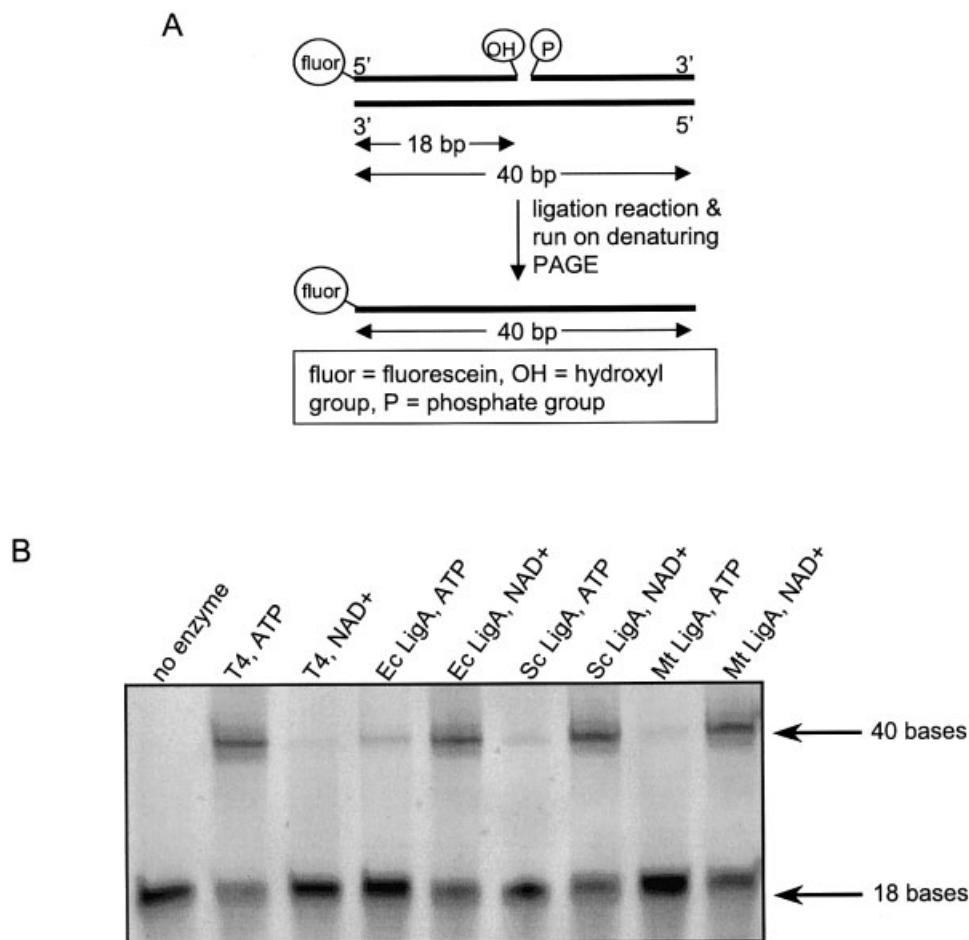 A
fluor 5' OH P 3'
3' 5'
18 bp
40 bp
ligation reaction &
run on denaturing
PAGE
fluor
40 bp
fluor = fluorescein, OH = hydroxyl
group, P = phosphate group
B
no enzyme
T4, ATP
T4, NAD+
Ec LigA, ATP
Ec LigA, NAD+
Sc LigA, ATP
Sc LigA, NAD+
Mt LigA, ATP
Mt LigA, NAD+
40 bases
18 bases